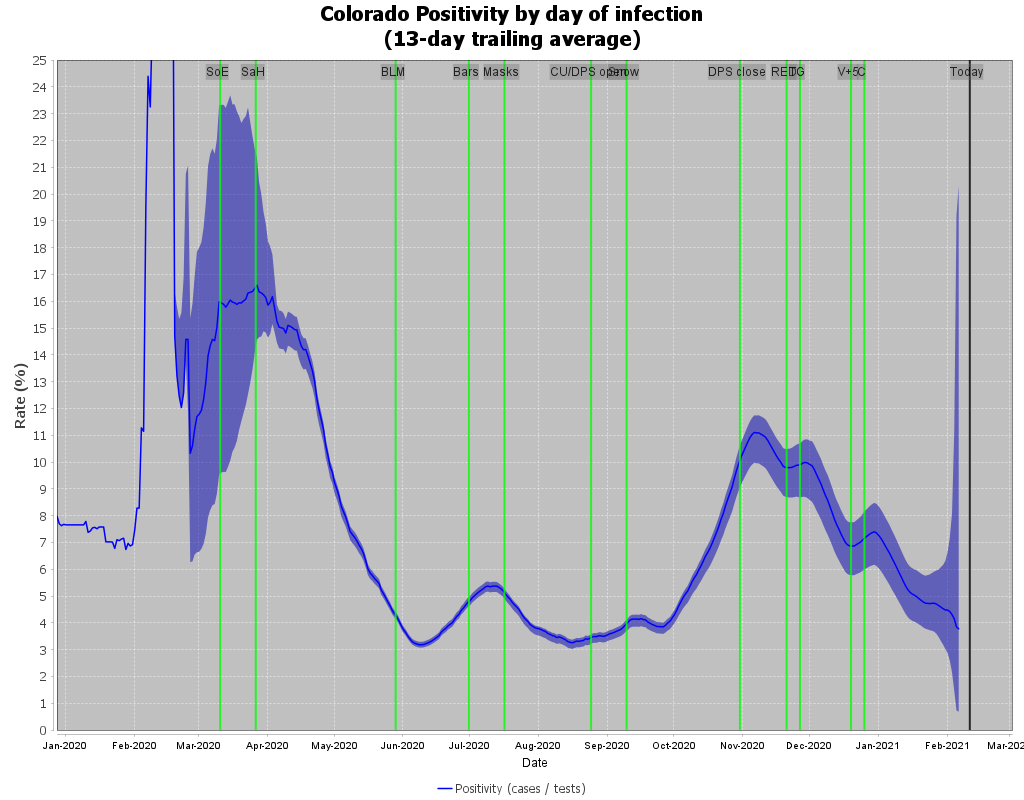 Colorado Positivity by day of infection
(13-day trailing average)
25
24
23
22
21
20
19
18
17
16
15
14
13
12
11
10
9
8
7
6
5
4
3
2
1
0
Rate (%)
SoE
SaH
BLM
Bars
Masks
CU/DPS open
Snow
DPS close
RED
TG
V+5
C
Today
Jan-2020
Feb-2020
Mar-2020
Apr-2020
May-2020
Jun-2020
Jul-2020
Aug-2020
Sep-2020
Oct-2020
Nov-2020
Dec-2020
Jan-2021
Feb-2021
Mar-202
Date
Positivity (cases / tests)